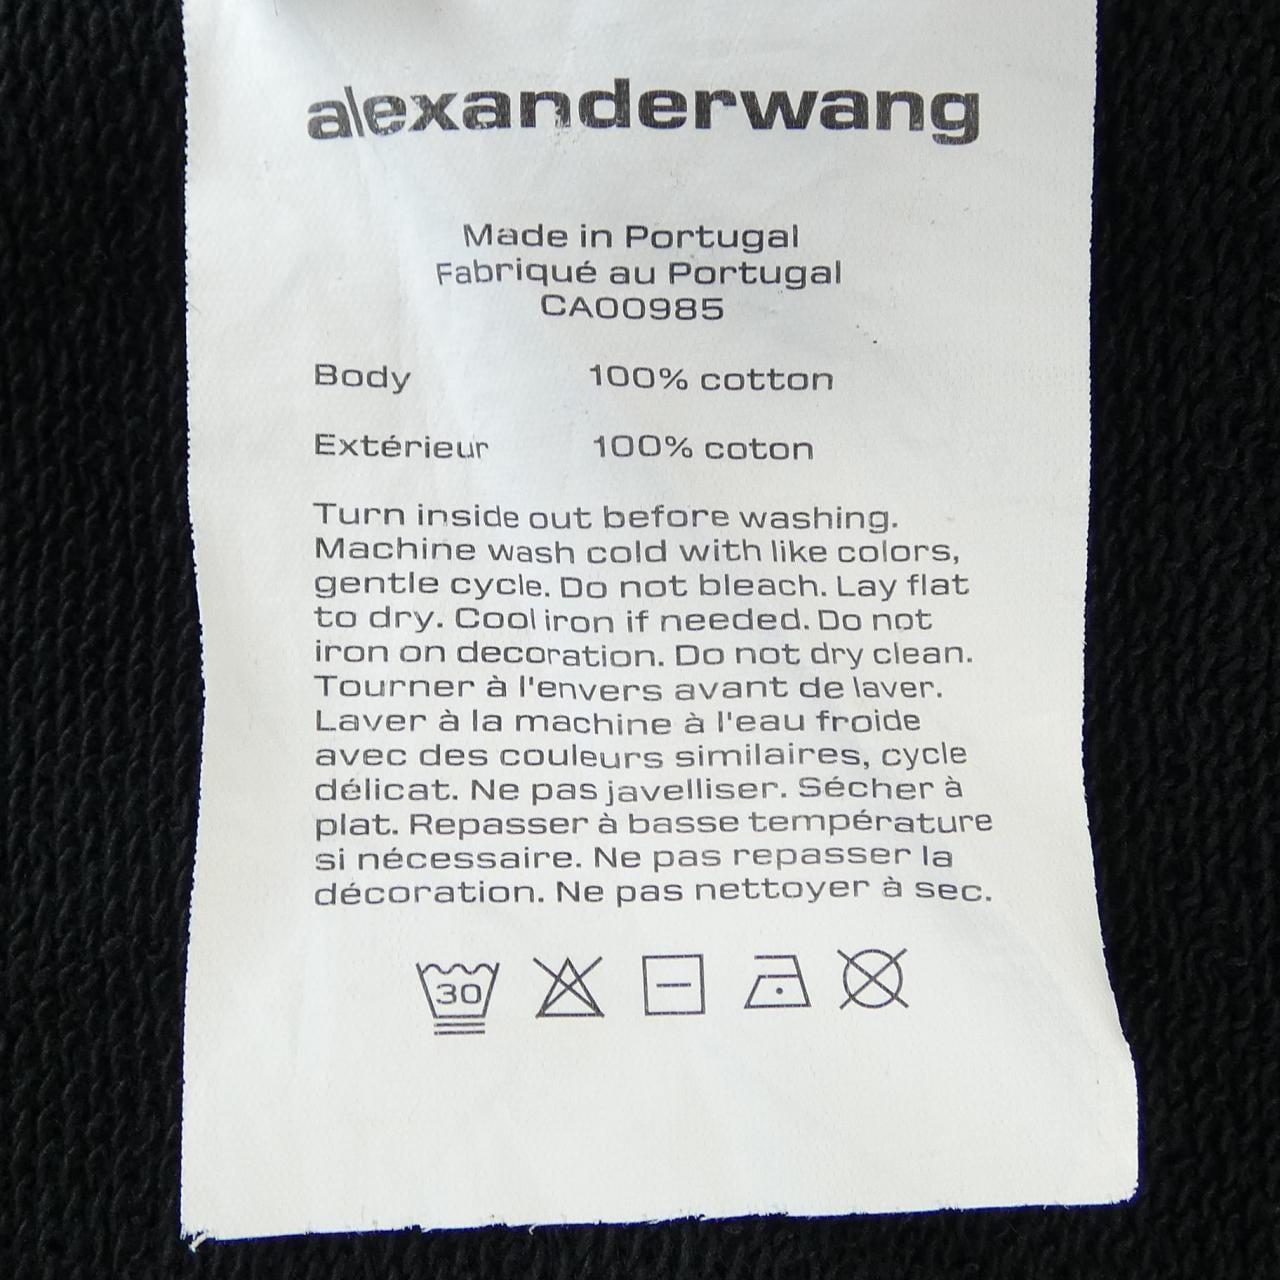 alexanderwang
Made in Portugal
Fabriqué au Portugal
CA00985
Body 100% cotton
Extérieur 100% coton
Turn inside out before washing.
Machine wash cold with like colors,
gentle cycle. Do not bleach. Lay flat
to dry. Cool iron if needed. Do not
iron on decoration. Do not dry clean.
Tourner à l'envers avant de laver.
Laver à la machine à l'eau froide
avec des couleurs similaires, cycle
délicat. Ne pas javelliser. Sécher à
plat. Repasser à basse température
si nécessaire. Ne pas repasser la
décoration. Ne pas nettoyer à sec.
30